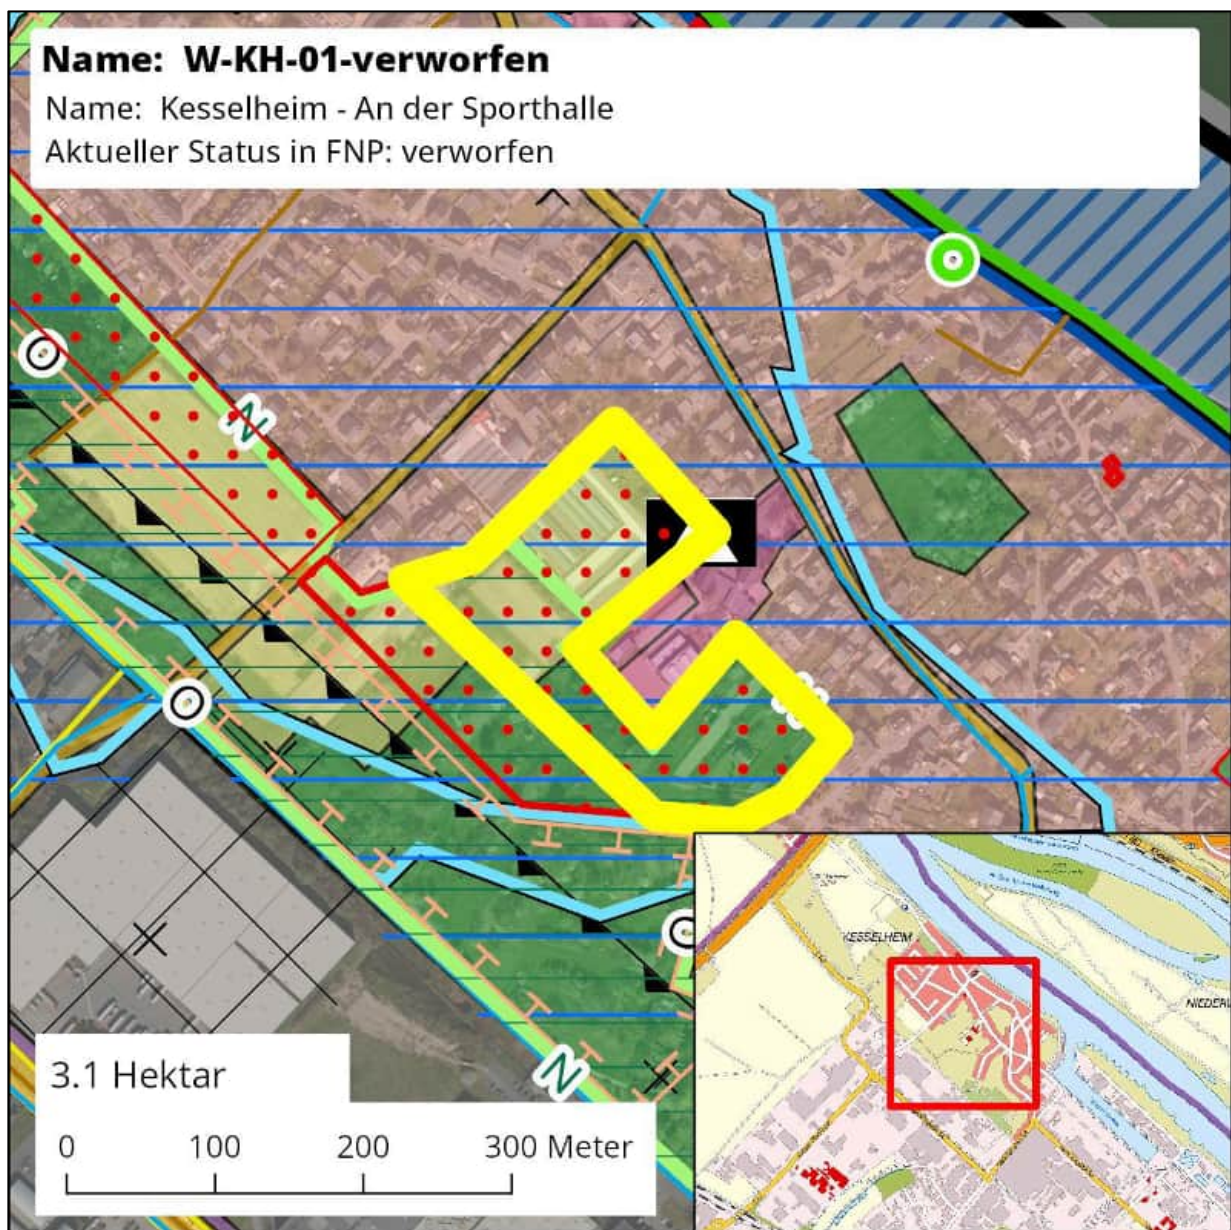 Name: W-KH-01-verworfen
Name: Kesselheim - An der Sporthalle
Aktueller Status in FNP: verworfen
N
N
3.1 Hektar
0 100 200 300 Meter
KESSELHEIM